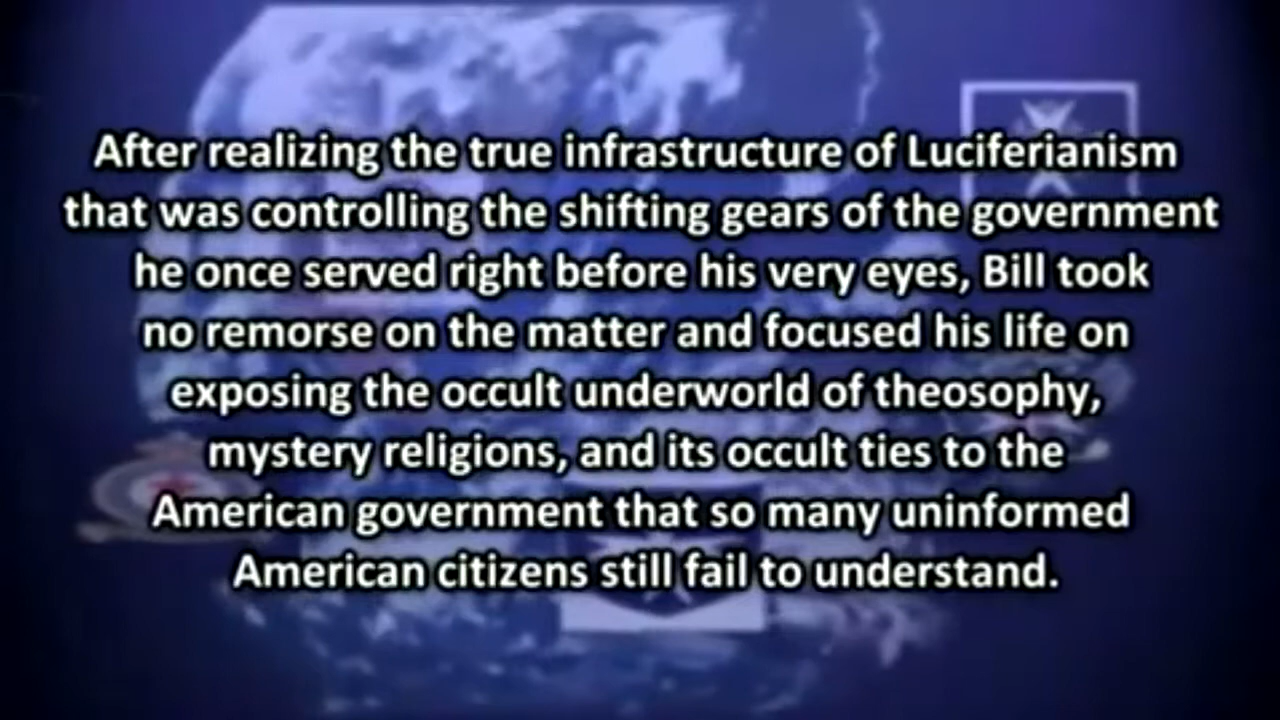 After realizing the true infrastructure of Luciferianism
that was controlling the shifting gears of the government
he once served right before his very eyes, Bill took
no remorse on the matter and focused his life on
exposing the occult underworld of theosophy,
mystery religions, and its occult ties to the
American government that so many uninformed
American citizens still fail to understand.